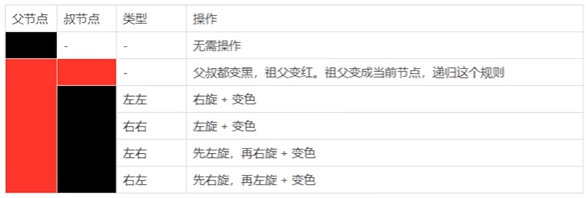 父节点 叔节点 类型 操作
- - 无需操作
- 父叔都变黑，祖父变红。祖父变成当前节点，递归这个规则
左左 右旋 + 变色
右右 左旋 + 变色
左右 先左旋，再右旋 + 变色
右左 先右旋，再左旋 + 变色